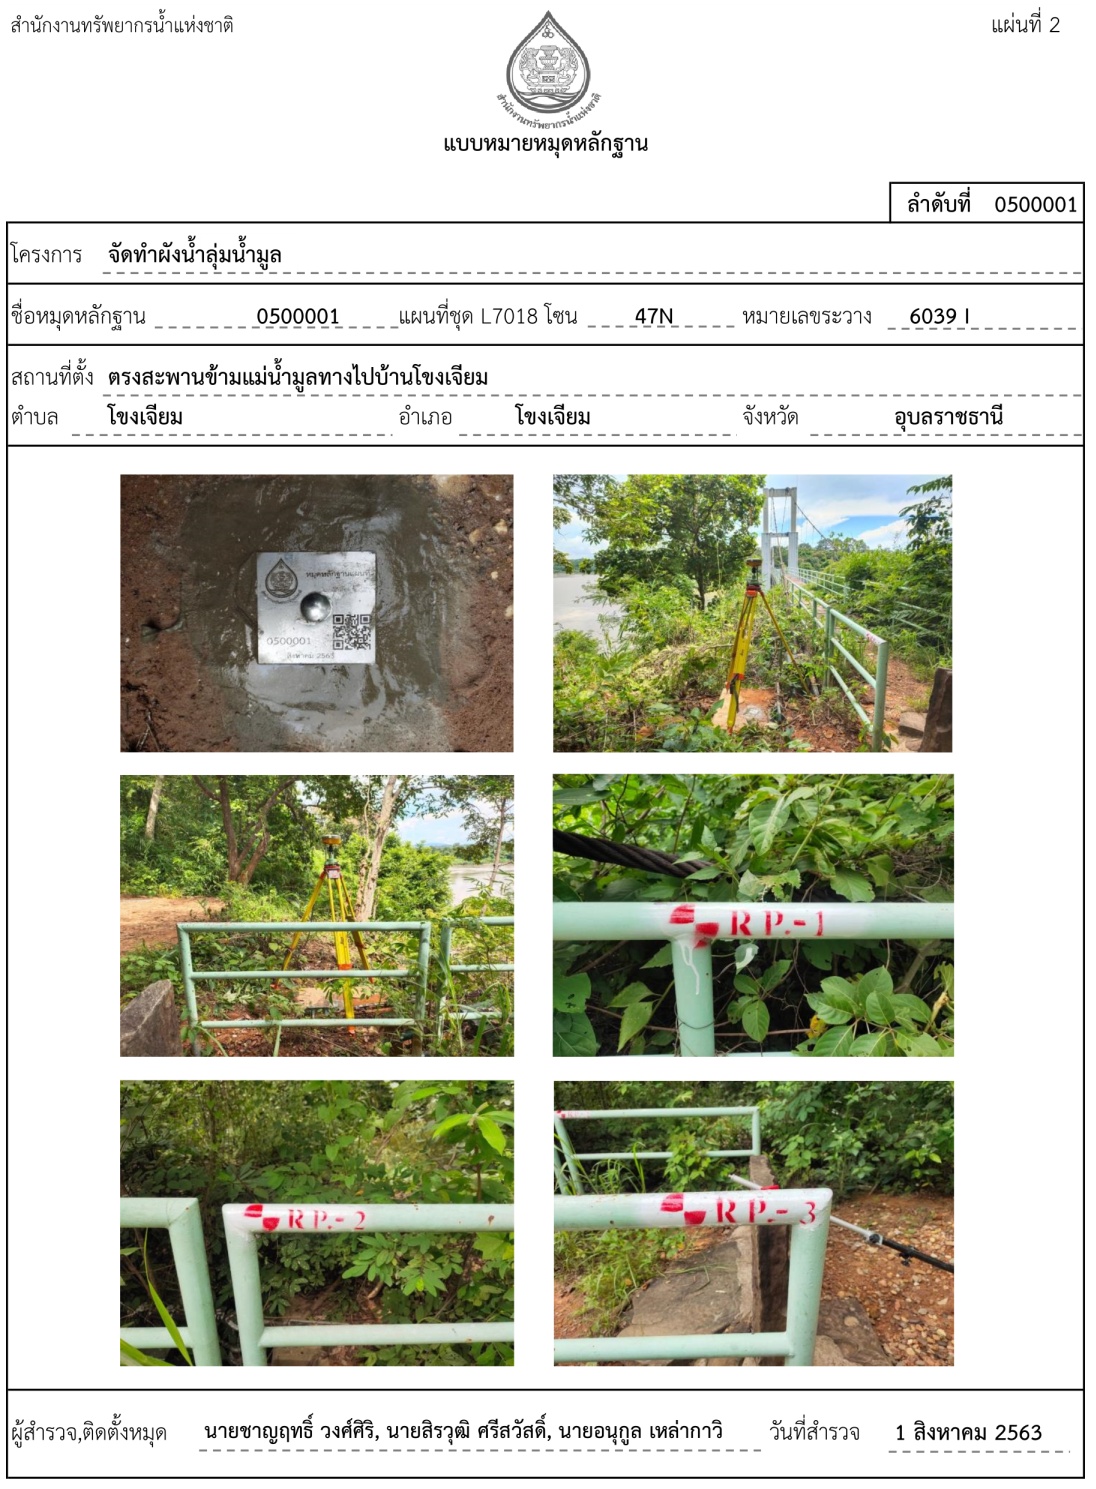 สำนักงานทรัพยากรน้ำแห่งชาติ
แผ่นที่ 2
สำนักงานทรัพยากรน้ำแห่งชาติ
แบบหมายหมุดหลักฐาน
ลำดับที่ 0500001
โครงการ จัดทำผังน้ำลุ่มน้ำมูล
ชื่อหมุดหลักฐาน 0500001 แผนที่ชุด L7018 โซน 47N หมายเลขระวาง 6039 I
สถานที่ตั้ง ตรงสะพานข้ามแม่น้ำมูลทางไปบ้านโขงเจียม
ตำบล โขงเจียม อำเภอ โขงเจียม จังหวัด อุบลราชธานี
หมุดหลักฐานแผนที่
0500001
สิงหาคม 2563
R P.-1
R P.-2
R P.-3
ผู้สำรวจ,ติดตั้งหมุด นายชาญฤทธิ์ วงศ์ศิริ, นายสิรวุฒิ ศรีสวัสดิ์, นายอนุกูล เหล่ากาวิ วันที่สำรวจ 1 สิงหาคม 2563